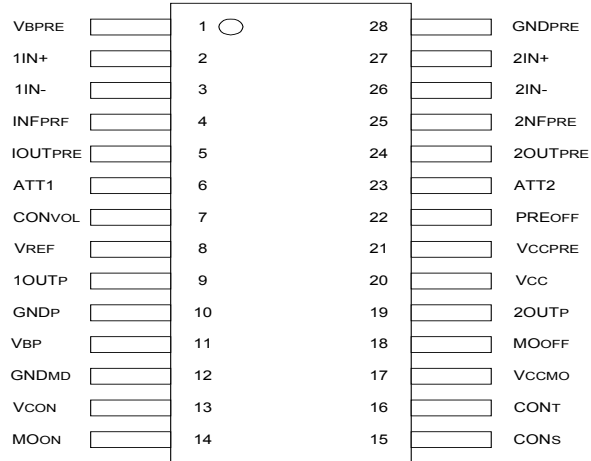 VBPRE 1 28 GNDPRE
1IN+ 2 27 2IN+
1IN- 3 26 2IN-
INFPRF 4 25 2NFPRE
IOUTPRE 5 24 2OUTPRE
ATT1 6 23 ATT2
CONVOL 7 22 PREOFF
VREF 8 21 VCCPRE
1OUTP 9 20 VCC
GNDP 10 19 2OUTP
VBP 11 18 MOOFF
GNDMD 12 17 VCCMO
VCON 13 16 CONT
MOON 14 15 CONS